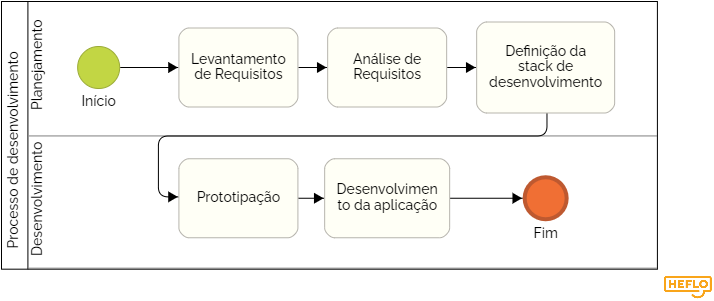 Processo de desenvolvimento
Planejamento
Início
Levantamento
de Requisitos
Análise de
Requisitos
Definição da
stack de
desenvolvimento
Desenvolvimento
Prototipação
Desenvolvimen
to da aplicação
Fim
HEFLO